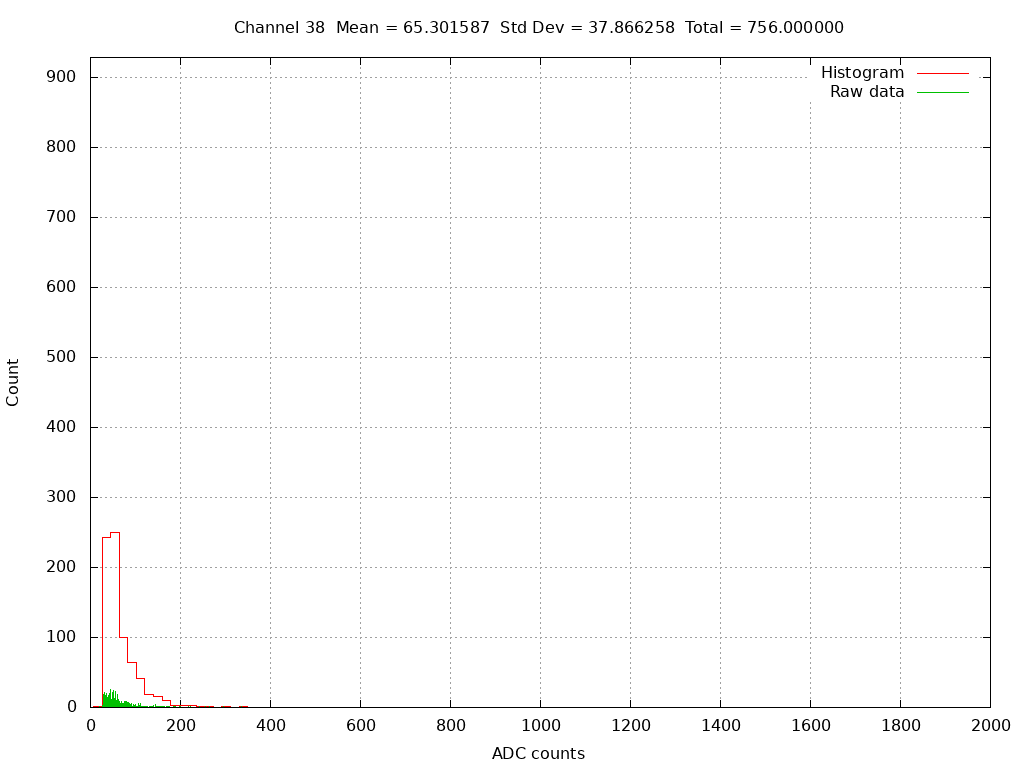 Channel 38  Mean = 65.301587  Std Dev = 37.866258  Total = 756.000000
Histogram
Raw data
900
800
700
600
500
400
300
200
100
0
Count
0 200 400 600 800 1000 1200 1400 1600 1800 2000
ADC counts